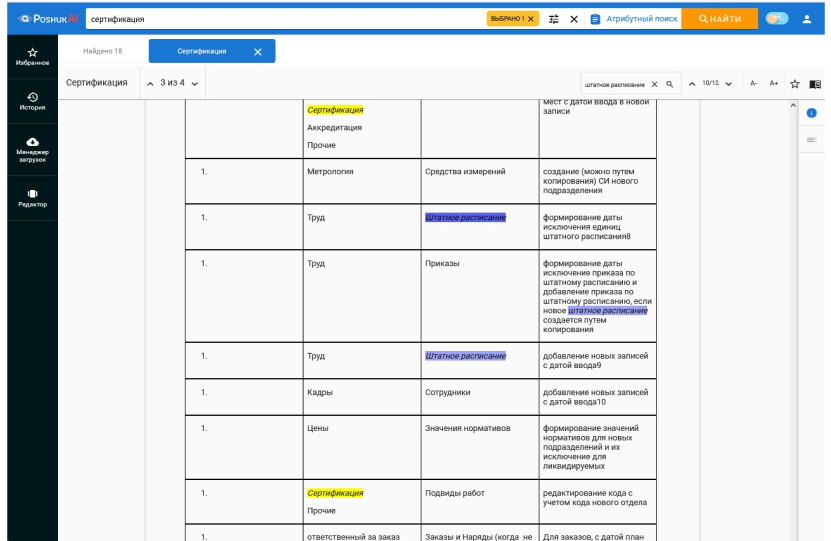 РОЅНИКAI
сертификация
ВЫБРАНО 1 X
Атрибутный поиск
НАЙТИ
Избранное
История
Менеджер
загрузок
Редактор
Найдено 18
Сертификация
Сертификация
3 из 4
штатное расписание
10/12
A-
A+
Сертификация
Аккредитация
Прочие
мест с датой ввода в новой
записи
1.
Метрология
Средства измерений
создание (можно путем
копирования) СИ нового
подразделения
1.
Труд
Штатное расписание
формирование даты
исключения единиц
штатного расписания8
1.
Труд
Приказы
формирование даты
исключение приказа по
штатному расписанию и
добавление приказа по
штатному расписанию, если
новое штатное расписание
создается путем
копирования
1.
Труд
Штатное расписание
добавление новых записей
с датой ввода9
1.
Кадры
Сотрудники
добавление новых записей
с датой ввода10
1.
Цены
Значения нормативов
формирование значений
нормативов для новых
подразделений и их
исключение для
ликвидируемых
1.
Сертификация
Прочие
Подвиды работ
редактирование кода с
учетом кода нового отдела
1.
ответственный за заказ
Заказы и Наряды (когда не
Для заказов, с датой план